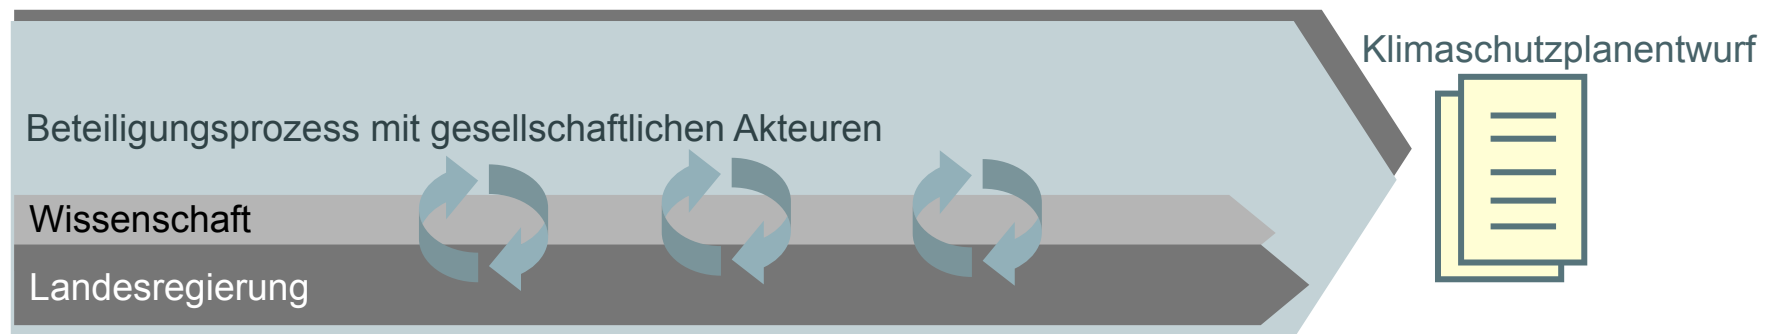 Klimaschutzplanentwurf
Beteiligungsprozess mit gesellschaftlichen Akteuren
Wissenschaft
Landesregierung